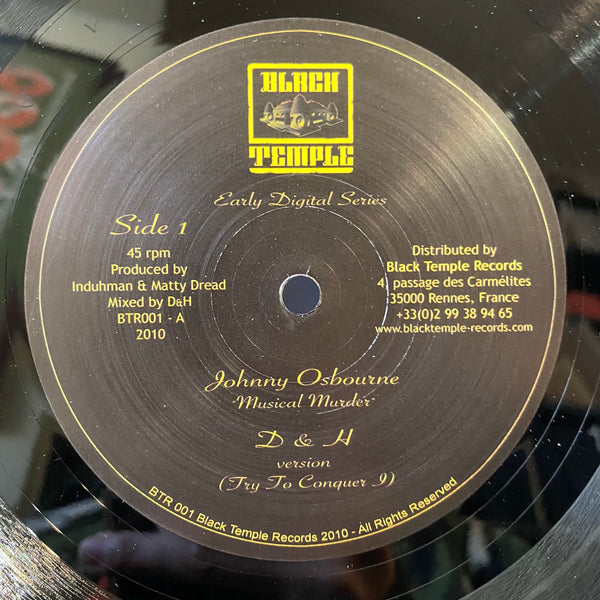 BLACK
TEMPLE
Early Digital Series
Side 1
45 rpm
Produced by
Induhman & Matty Dread
Mixed by D&H
BTR001 - A
2010
Distributed by
Black Temple Records
4, passage des Carmélites
35000 Rennes, France
+33(0)2 99 38 94 65
www.blacktemple-records.com
Johnny Osbourne
"Musical Murder"
D & H
version
(Try To Conquer I)
BTR 001 Black Temple Records 2010 - All Rights Reserved